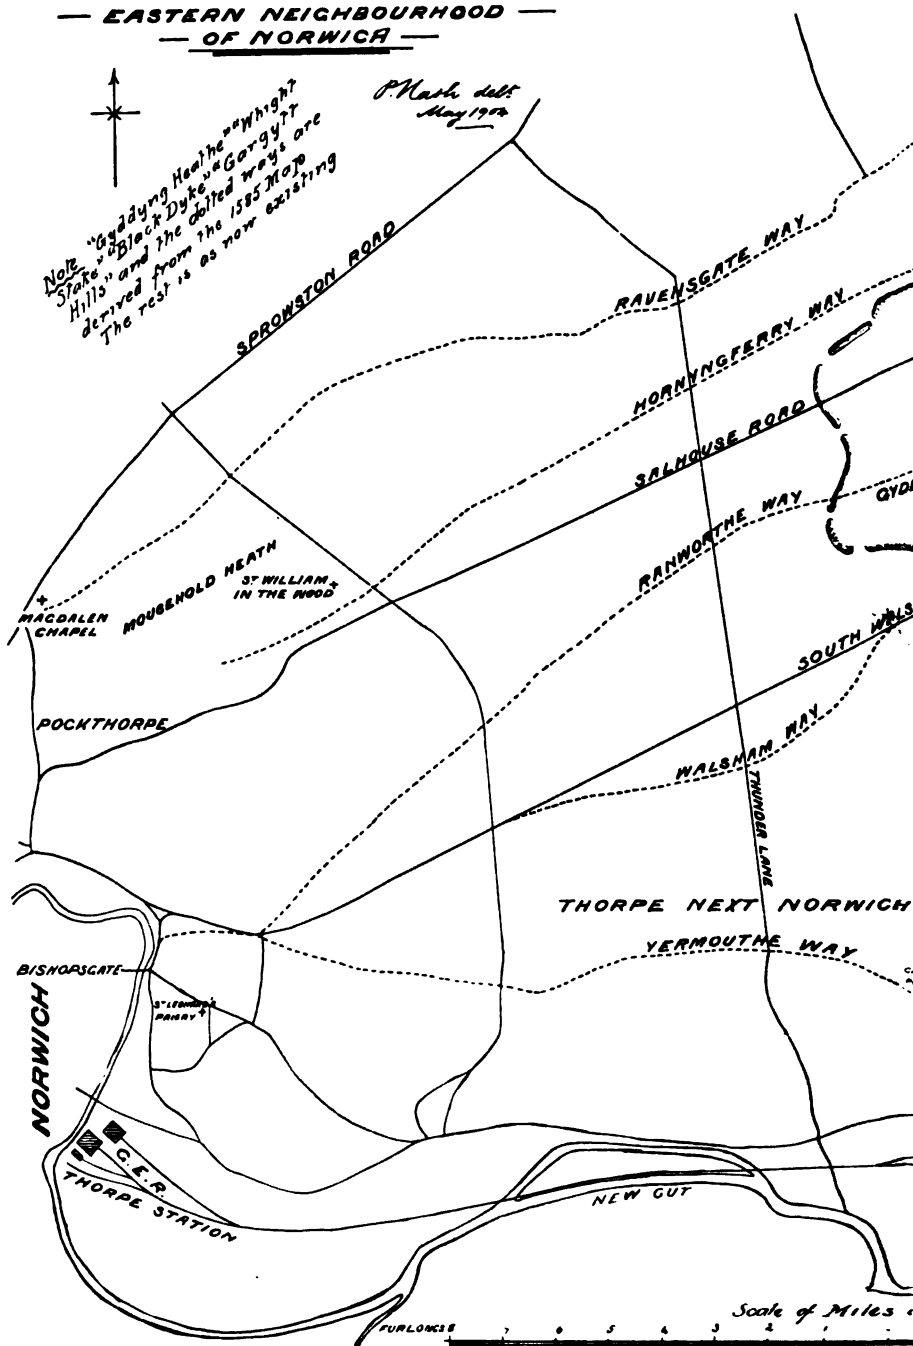 EASTERN NEIGHBOURHOOD
OF NORWICH
P. Nash delt
May 1904
Note "Gyddyng Heathe" "Whight
Stake" "Black Dyke" "Gargytt
Hills" and the dotted ways are
derived from the 1585 Map
The rest is as now existing
SPROWSTON ROAD
RAVENSGATE WAY
HORNYNGFERRY WAY
SALHOUSE ROAD
RANWORTHE WAY
GYDD
MOUSEHOLD HEATH
ST WILLIAM
IN THE WOOD
MAGDALEN
CHAPEL
SOUTH WALS
POCKTHORPE
WALSHAM WAY
THUNDER LANE
THORPE NEXT NORWICH
YERMOUTHE WAY
BISHOPSGATE
ST LEONARD'S
PRIORY
NORWICH
G.E.R.
THORPE STATION
NEW CUT
Scale of Miles
FURLONGS 8 7 6 5 4 3 2 1